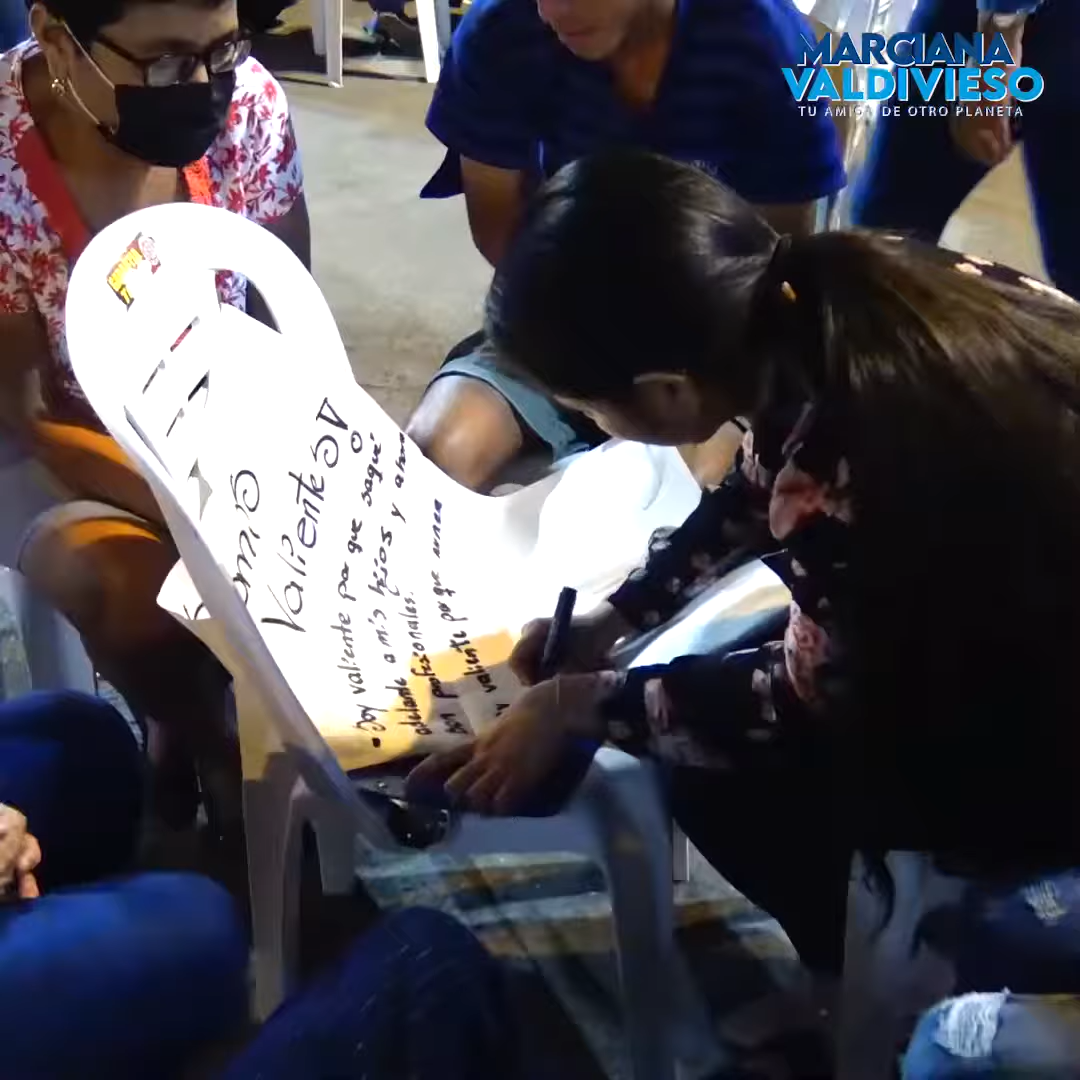 MARCIANA
VALDIVIESO
TU AMIGA DE OTRO PLANETA
• Soy valiente por que saqué
adelante a mis hijos y ahora
son profesionales.
valiente por que nunca